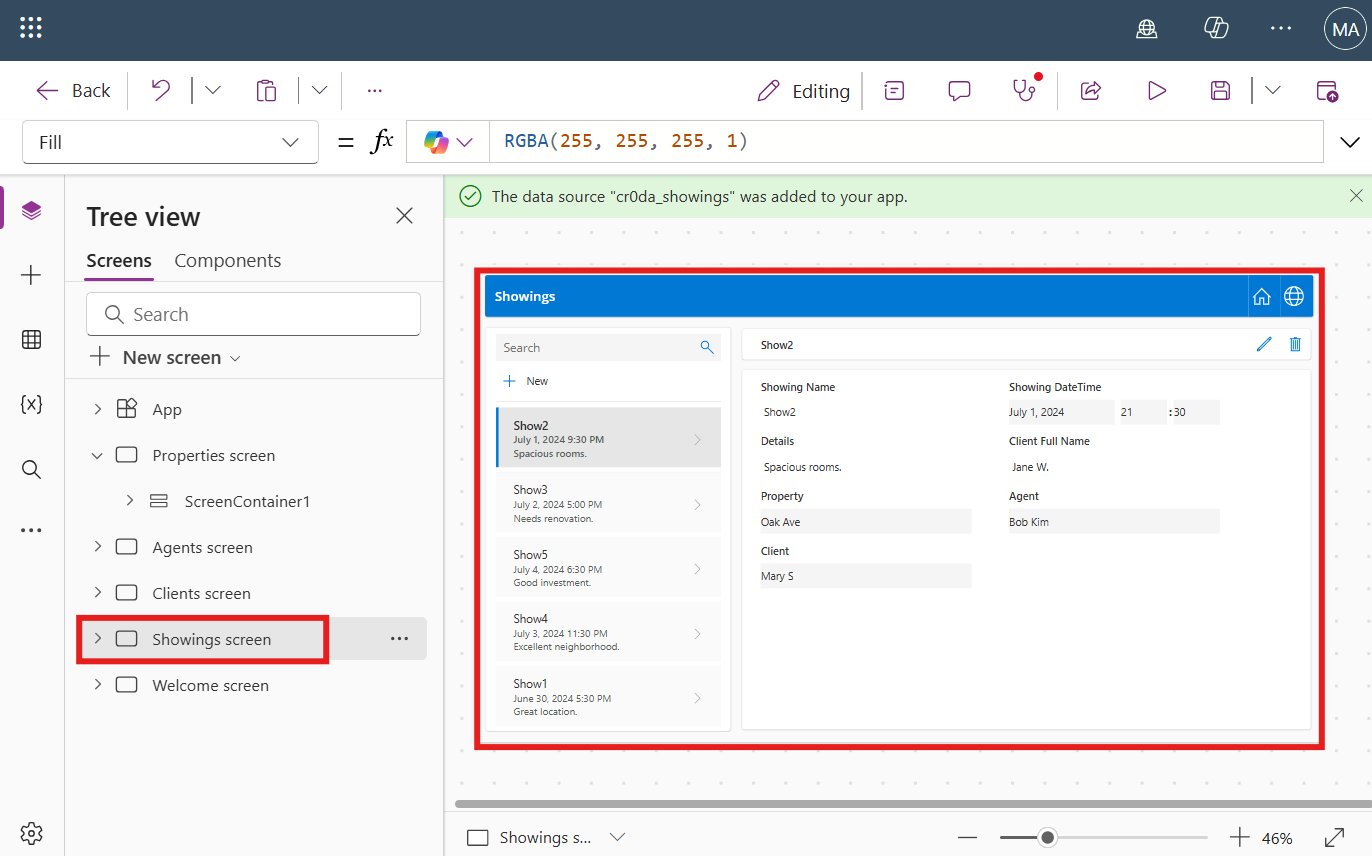 MA
Back
Editing
Fill
= fx
RGBA(255, 255, 255, 1)
Tree view
Screens Components
Search
New screen
App
Properties screen
ScreenContainer1
Agents screen
Clients screen
Showings screen
Welcome screen
The data source "cr0da_showings" was added to your app.
Showings
Search
New
Show2
July 1, 2024 9:30 PM
Spacious rooms.
Show3
July 2, 2024 5:00 PM
Needs renovation.
Show5
July 4, 2024 6:30 PM
Good investment.
Show4
July 3, 2024 11:30 PM
Excellent neighborhood.
Show1
June 30, 2024 5:30 PM
Great location.
Show2
Showing Name
Show2
Showing DateTime
July 1, 2024 21 : 30
Details
Spacious rooms.
Client Full Name
Jane W.
Property
Oak Ave
Agent
Bob Kim
Client
Mary S
Showings s...
46%